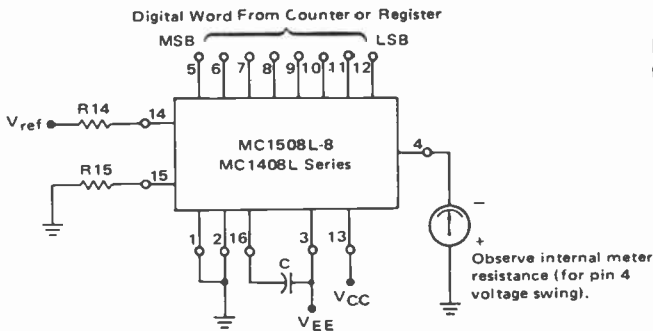 Digital Word From Counter or Register
MSB LSB
5 6 7 8 9 10 11 12
R14
Vref 14
MC1508L-8
MC1408L Series
4
R15
15
−
+
1 2 16 3 13
Observe internal meter
resistance (for pin 4
voltage swing).
C
VCC
VEE